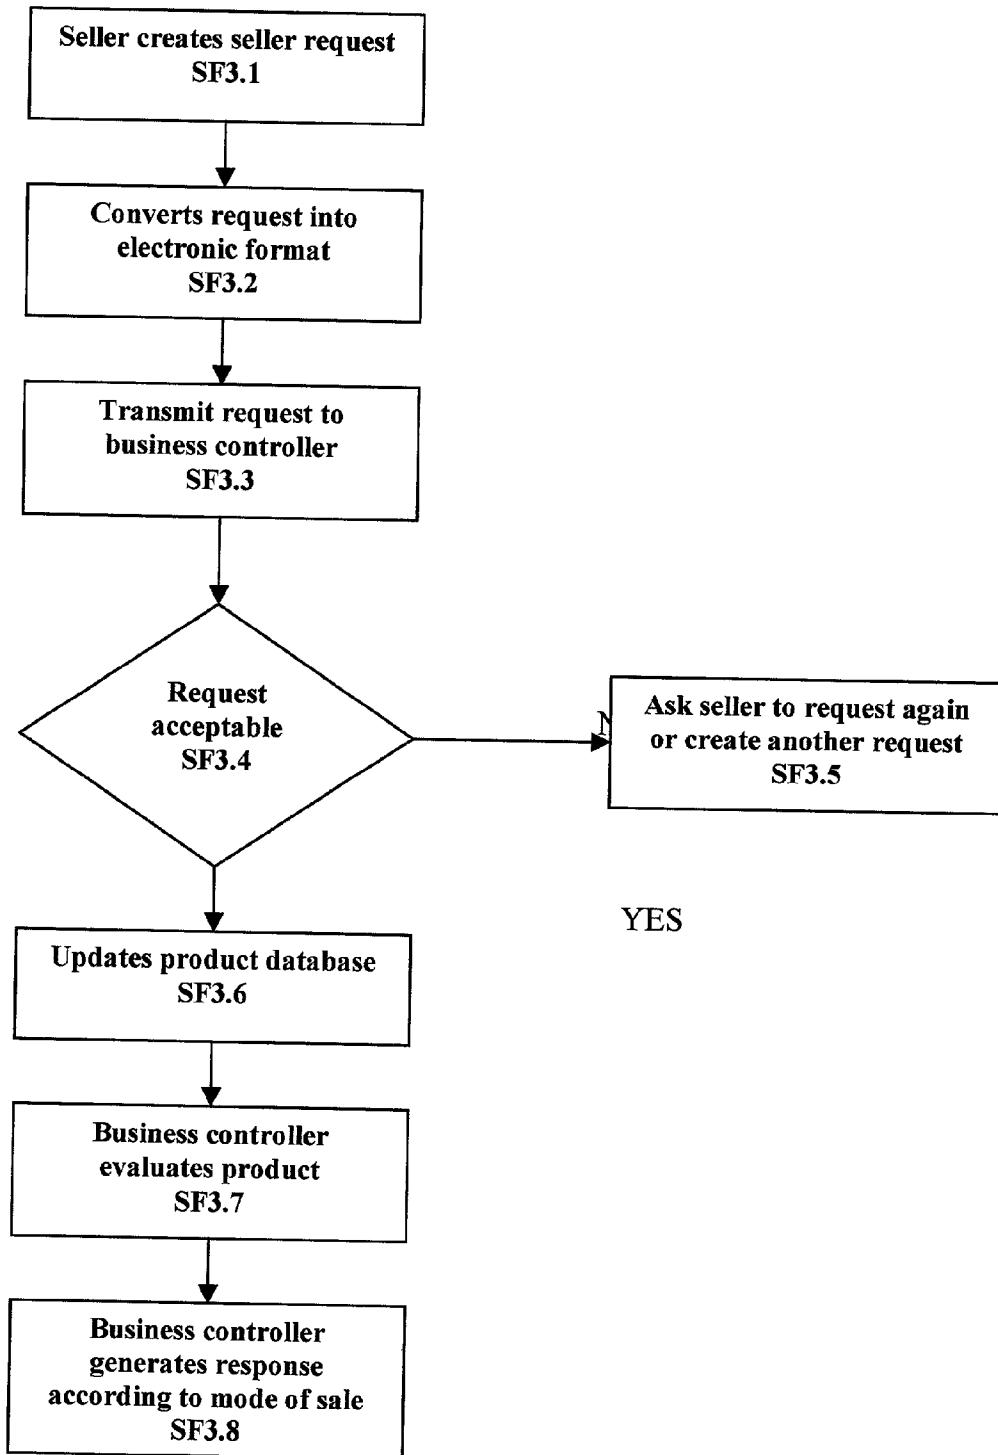 Seller creates seller request
SF3.1
Converts request into
electronic format
SF3.2
Transmit request to
business controller
SF3.3
Request
acceptable
SF3.4
Ask seller to request again
or create another request
SF3.5
YES
Updates product database
SF3.6
Business controller
evaluates product
SF3.7
Business controller
generates response
according to mode of sale
SF3.8